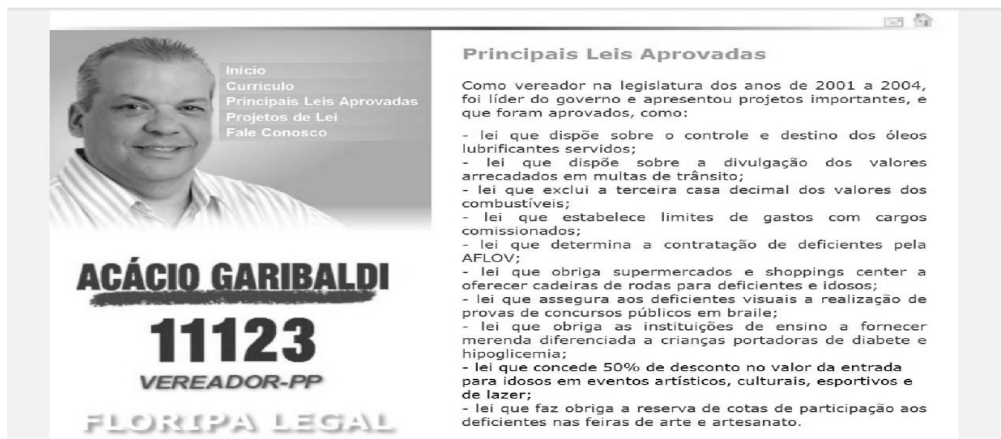 Início
Curriculo
Principais Leis Aprovadas
Projetos de Lei
Fale Conosco
ACÁCIO GARIBALDI
11123
VEREADOR-PP
FLORIPA LEGAL
Principais Leis Aprovadas
Como vereador na legislatura dos anos de 2001 a 2004,
foi líder do governo e apresentou projetos importantes, e
que foram aprovados, como:
- lei que dispõe sobre o controle e destino dos óleos
lubrificantes servidos;
- lei que dispõe sobre a divulgação dos valores
arrecadados em multas de trânsito;
- lei que exclui a terceira casa decimal dos valores dos
combustíveis;
- lei que estabelece limites de gastos com cargos
comissionados;
- lei que determina a contratação de deficientes pela
AFLOV;
- lei que obriga supermercados e shoppings center a
oferecer cadeiras de rodas para deficientes e idosos;
- lei que assegura aos deficientes visuais a realização de
provas de concursos públicos em braile;
- lei que obriga as instituições de ensino a fornecer
merenda diferenciada a crianças portadoras de diabete e
hipoglicemia;
- lei que concede 50% de desconto no valor da entrada
para idosos em eventos artísticos, culturais, esportivos e
de lazer;
- lei que faz obriga a reserva de cotas de participação aos
deficientes nas feiras de arte e artesanato.